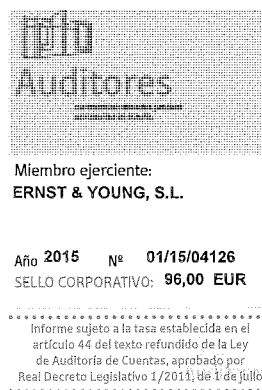 Auditores
Miembro ejerciente:
ERNST & YOUNG, S.L.
Año 2015 Nº 01/15/04126
SELLO CORPORATIVO: 96,00 EUR
Informe sujeto a la tasa establecida en el
artículo 44 del texto refundido de la Ley
de Auditoría de Cuentas, aprobado por
Real Decreto Legislativo 1/2011, de 1 de julio